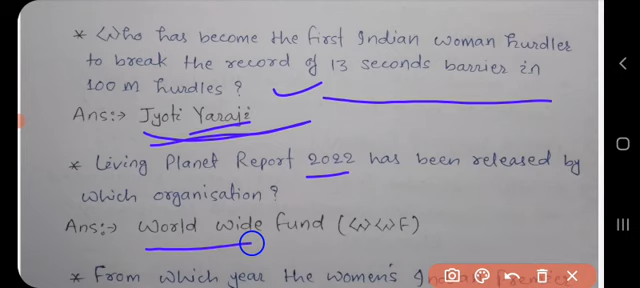 * Who has become the first Indian woman hurdler
to break the record of 13 seconds barrier in
100 m hurdles ?
Ans:→ Jyoti Yaraji
* Living Planet Report 2022 has been released by
which organisation ?
Ans:→ World wide fund (WWF)
* From which year the women's